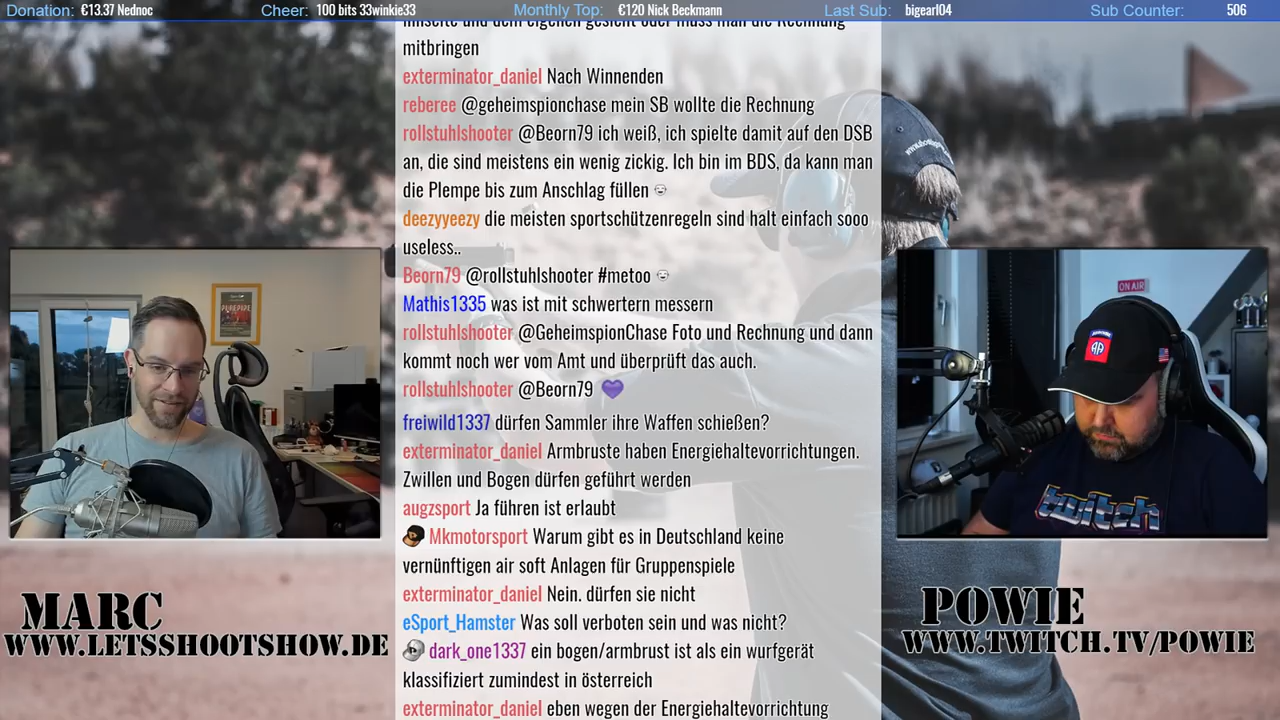 Donation: €13.37 Nednoc Cheer: 100 bits 33winkie33 Monthly Top: €120 Nick Beckmann Last Sub: bigearl04 Sub Counter: 506
mitbringen
exterminator_daniel Nach Winnenden
reberee @geheimspionchase mein SB wollte die Rechnung
rollstuhlshooter @Beorn79 ich weiß, ich spielte damit auf den DSB
an, die sind meistens ein wenig zickig. Ich bin im BDS, da kann man
die Plempe bis zum Anschlag füllen
deezyyeezy die meisten sportschützenregeln sind halt einfach sooo
useless..
Beorn79 @rollstuhlshooter #metoo
Mathis1335 was ist mit schwertern messern
rollstuhlshooter @GeheimspionChase Foto und Rechnung und dann
kommt noch wer vom Amt und überprüft das auch.
rollstuhlshooter @Beorn79 💜
freiwild1337 dürfen Sammler ihre Waffen schießen?
exterminator_daniel Armbruste haben Energiehaltevorrichtungen.
Zwillen und Bogen dürfen geführt werden
augzsport Ja führen ist erlaubt
Mkmotorsport Warum gibt es in Deutschland keine
vernünftigen air soft Anlagen für Gruppenspiele
exterminator_daniel Nein. dürfen sie nicht
eSport_Hamster Was soll verboten sein und was nicht?
dark_one1337 ein bogen/armbrust ist als ein wurfgerät
klassifiziert zumindest in österreich
exterminator_daniel eben wegen der Energiehaltevorrichtung
MARC
WWW.LETSSHOOTSHOW.DE
ON AIR
AA
twitch
POWIE
WWW.TWITCH.TV/POWIE